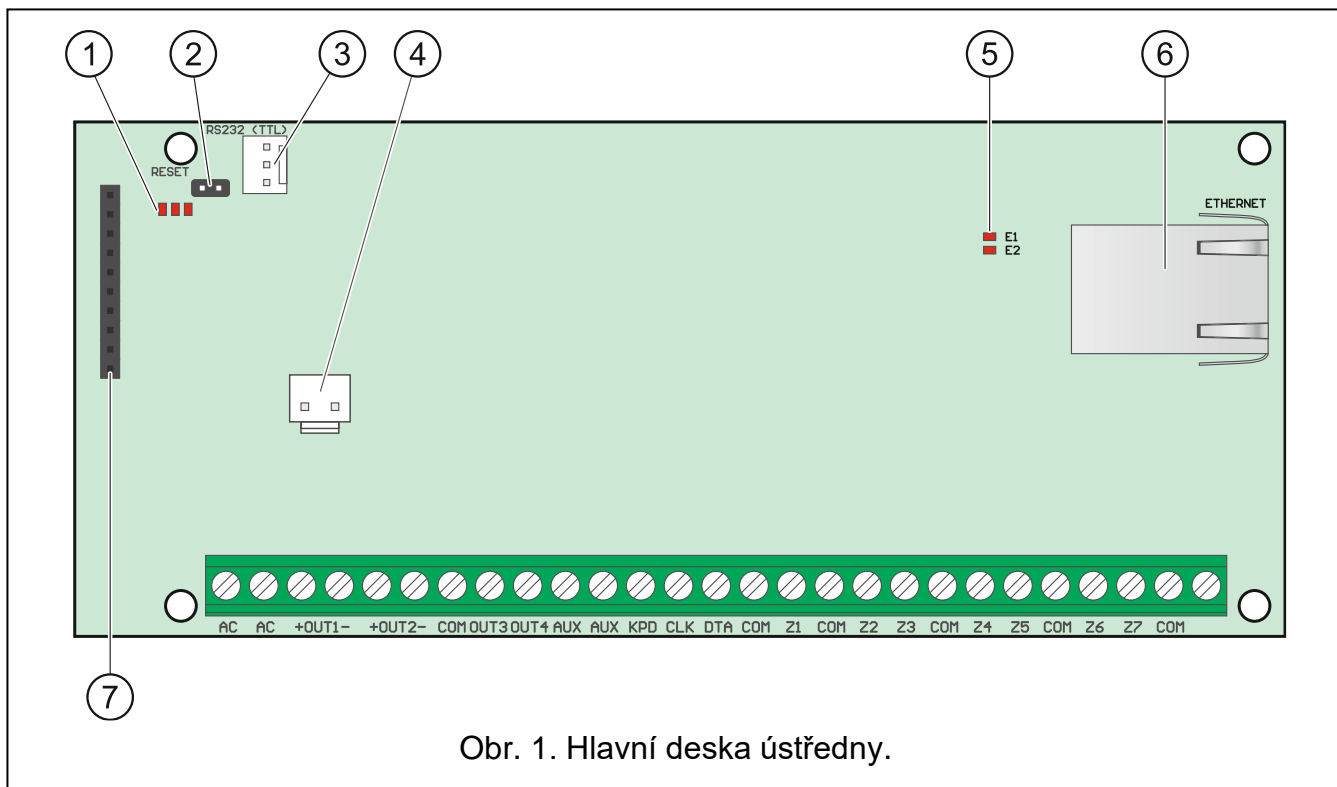 1 2 3 4 5 6
RS232 (TTL)
RESET
ETHERNET
E1
E2
AC AC +OUT1- +OUT2- COM OUT3 OUT4 AUX AUX KPD CLK DTA COM Z1 COM Z2 Z3 COM Z4 Z5 COM Z6 Z7 COM
7
Obr. 1. Hlavní deska ústředny.